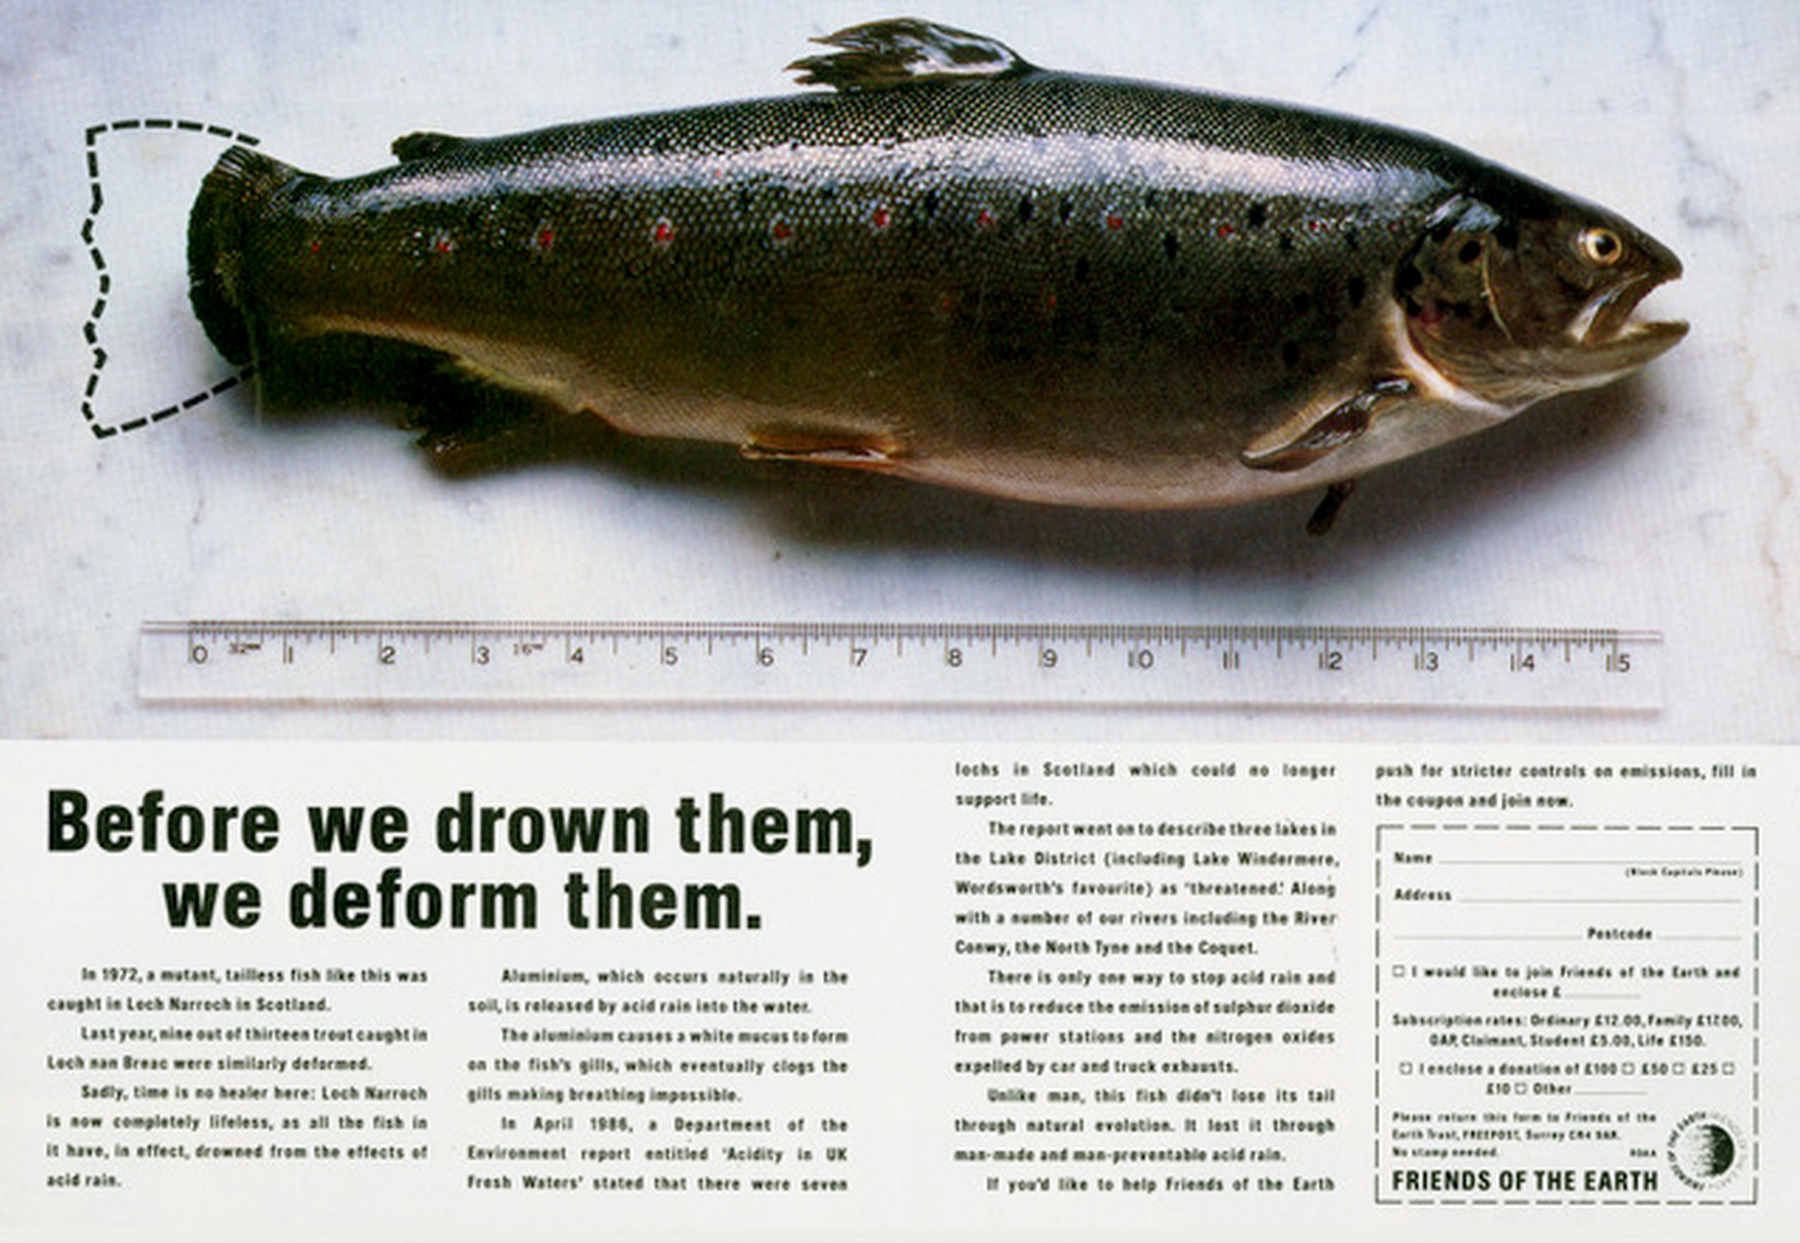 0 32nds 1 2 3 16ths 4 5 6 7 8 9 10 11 12 13 14 15
Before we drown them,
we deform them.
In 1972, a mutant, tailless fish like this was
caught in Loch Narroch in Scotland.
Last year, nine out of thirteen trout caught in
Loch nan Breac were similarly deformed.
Sadly, time is no healer here: Loch Narroch
is now completely lifeless, as all the fish in
it have, in effect, drowned from the effects of
acid rain.
Aluminium, which occurs naturally in the
soil, is released by acid rain into the water.
The aluminium causes a white mucus to form
on the fish's gills, which eventually clogs the
gills making breathing impossible.
In April 1986, a Department of the
Environment report entitled 'Acidity in UK
Fresh Waters' stated that there were seven
lochs in Scotland which could no longer
support life.
The report went on to describe three lakes in
the Lake District (including Lake Windermere,
Wordsworth's favourite) as 'threatened.' Along
with a number of our rivers including the River
Conwy, the North Tyne and the Coquet.
There is only one way to stop acid rain and
that is to reduce the emission of sulphur dioxide
from power stations and the nitrogen oxides
expelled by car and truck exhausts.
Unlike man, this fish didn't lose its tail
through natural evolution. It lost it through
man-made and man-preventable acid rain.
If you'd like to help Friends of the Earth
push for stricter controls on emissions, fill in
the coupon and join now.
Name
(Block Capitals Please)
Address
Postcode
I would like to join Friends of the Earth and
enclose £
Subscription rates: Ordinary £12.00, Family £17.00,
OAP, Claimant, Student £5.00, Life £150.
I enclose a donation of £100 £50 £25
£10 Other
Please return this form to Friends of the
Earth Trust, FREEPOST, Surrey CR4 9AR.
No stamp needed.
FRIENDS OF THE EARTH